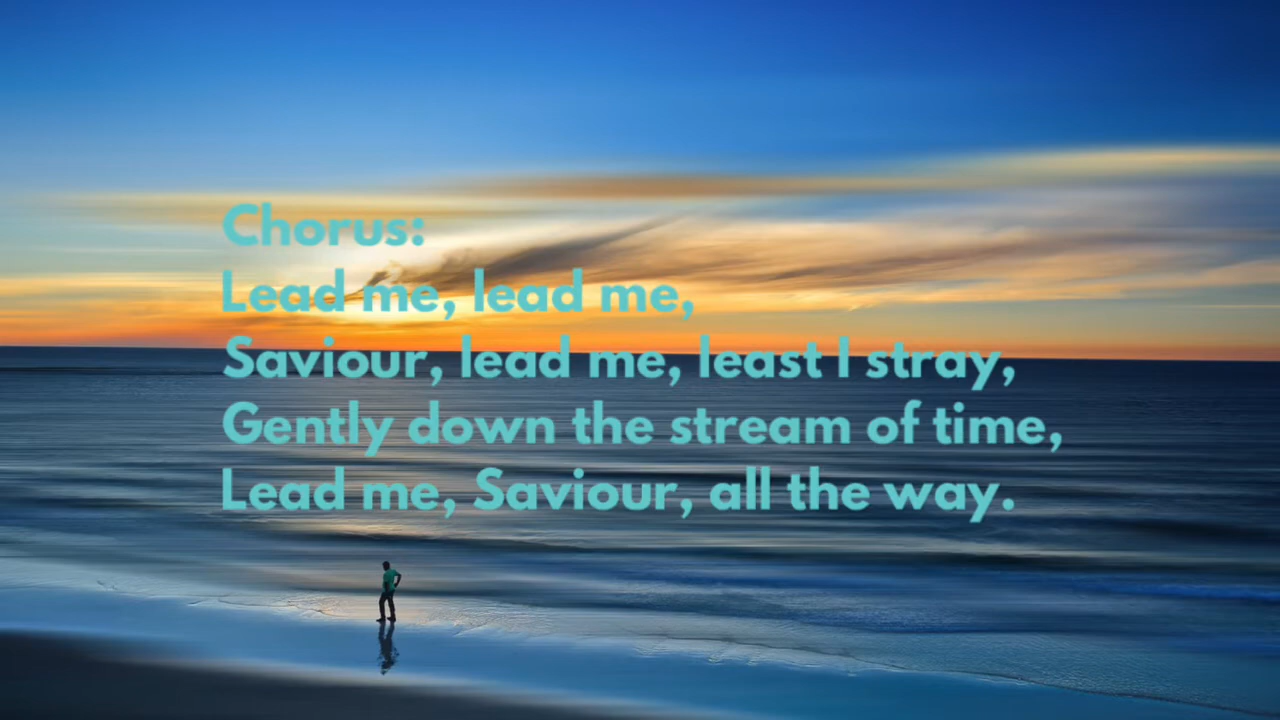 Chorus:
Lead me, lead me,
Saviour, lead me, least I stray,
Gently down the stream of time,
Lead me, Saviour, all the way.